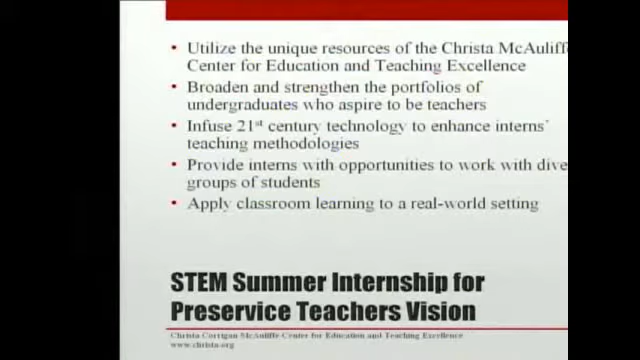 • Utilize the unique resources of the Christa McAuliffe
Center for Education and Teaching Excellence
• Broaden and strengthen the portfolios of
undergraduates who aspire to be teachers
• Infuse 21st century technology to enhance interns'
teaching methodologies
• Provide interns with opportunities to work with dive
groups of students
• Apply classroom learning to a real-world setting
STEM Summer Internship for
Preservice Teachers Vision
Christa Corrigan McAuliffe Center for Education and Teaching Excellence
www.christa.org